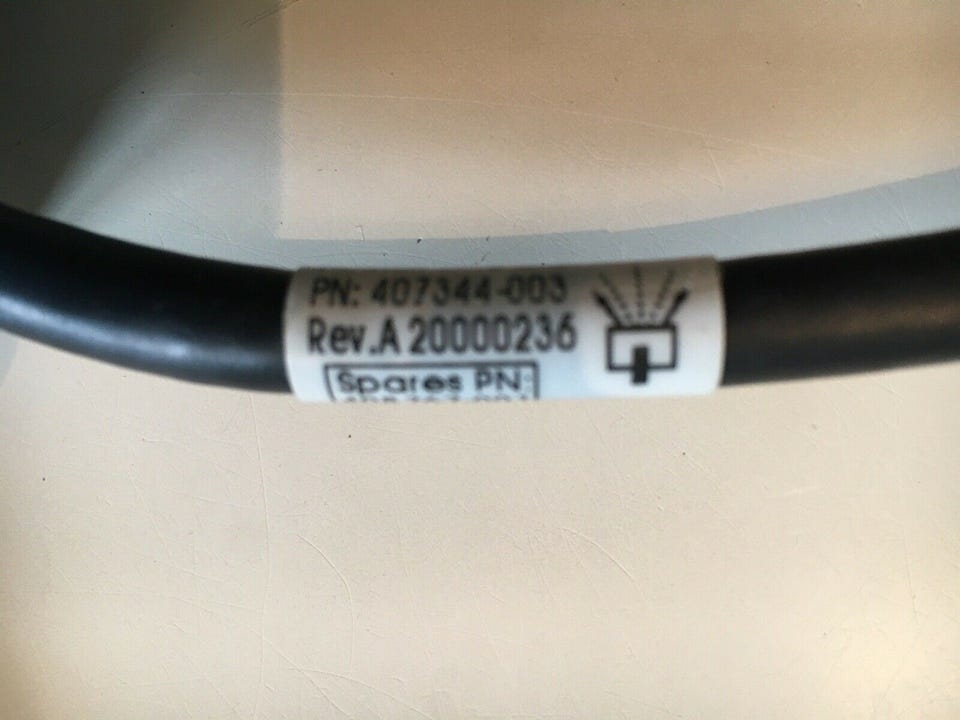 PN: 407344-003
Rev.A 20000236
Spares PN: